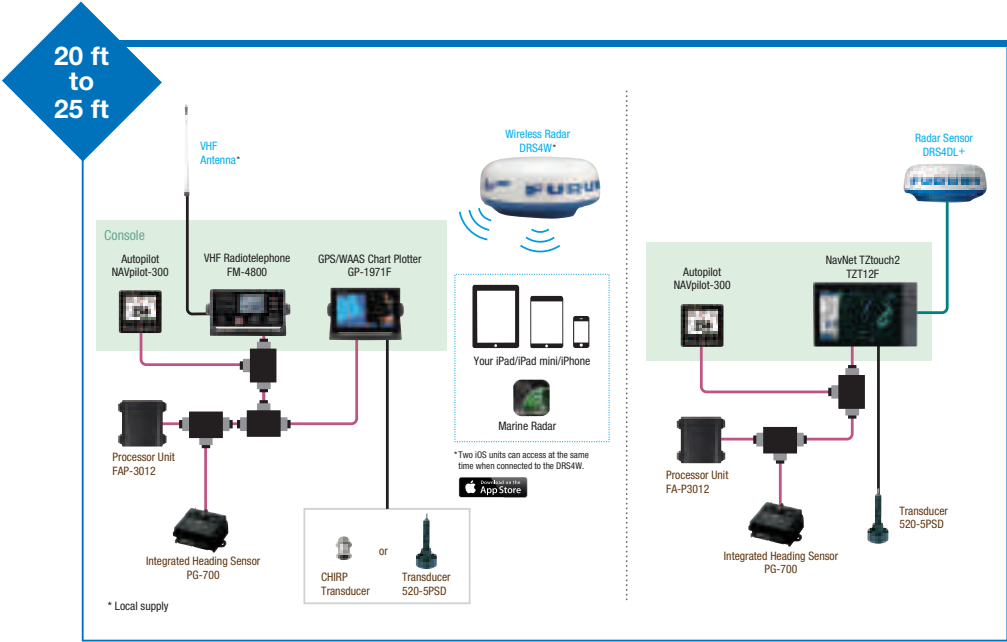 20 ft
to
25 ft
VHF
Antenna*
Wireless Radar
DRS4W*
FURUN
Console
Autopilot
NAVpilot-300
VHF Radiotelephone
FM-4800
GPS/WAAS Chart Plotter
GP-1971F
Your iPad/iPad mini/iPhone
Marine Radar
*Two iOS units can access at the same
time when connected to the DRS4W.
Download on the
App Store
Processor Unit
FAP-3012
Integrated Heading Sensor
PG-700
CHIRP
Transducer
or
Transducer
520-5PSD
* Local supply
Radar Sensor
DRS4DL+
Autopilot
NAVpilot-300
NavNet TZtouch2
TZT12F
Processor Unit
FA-P3012
Integrated Heading Sensor
PG-700
Transducer
520-5PSD